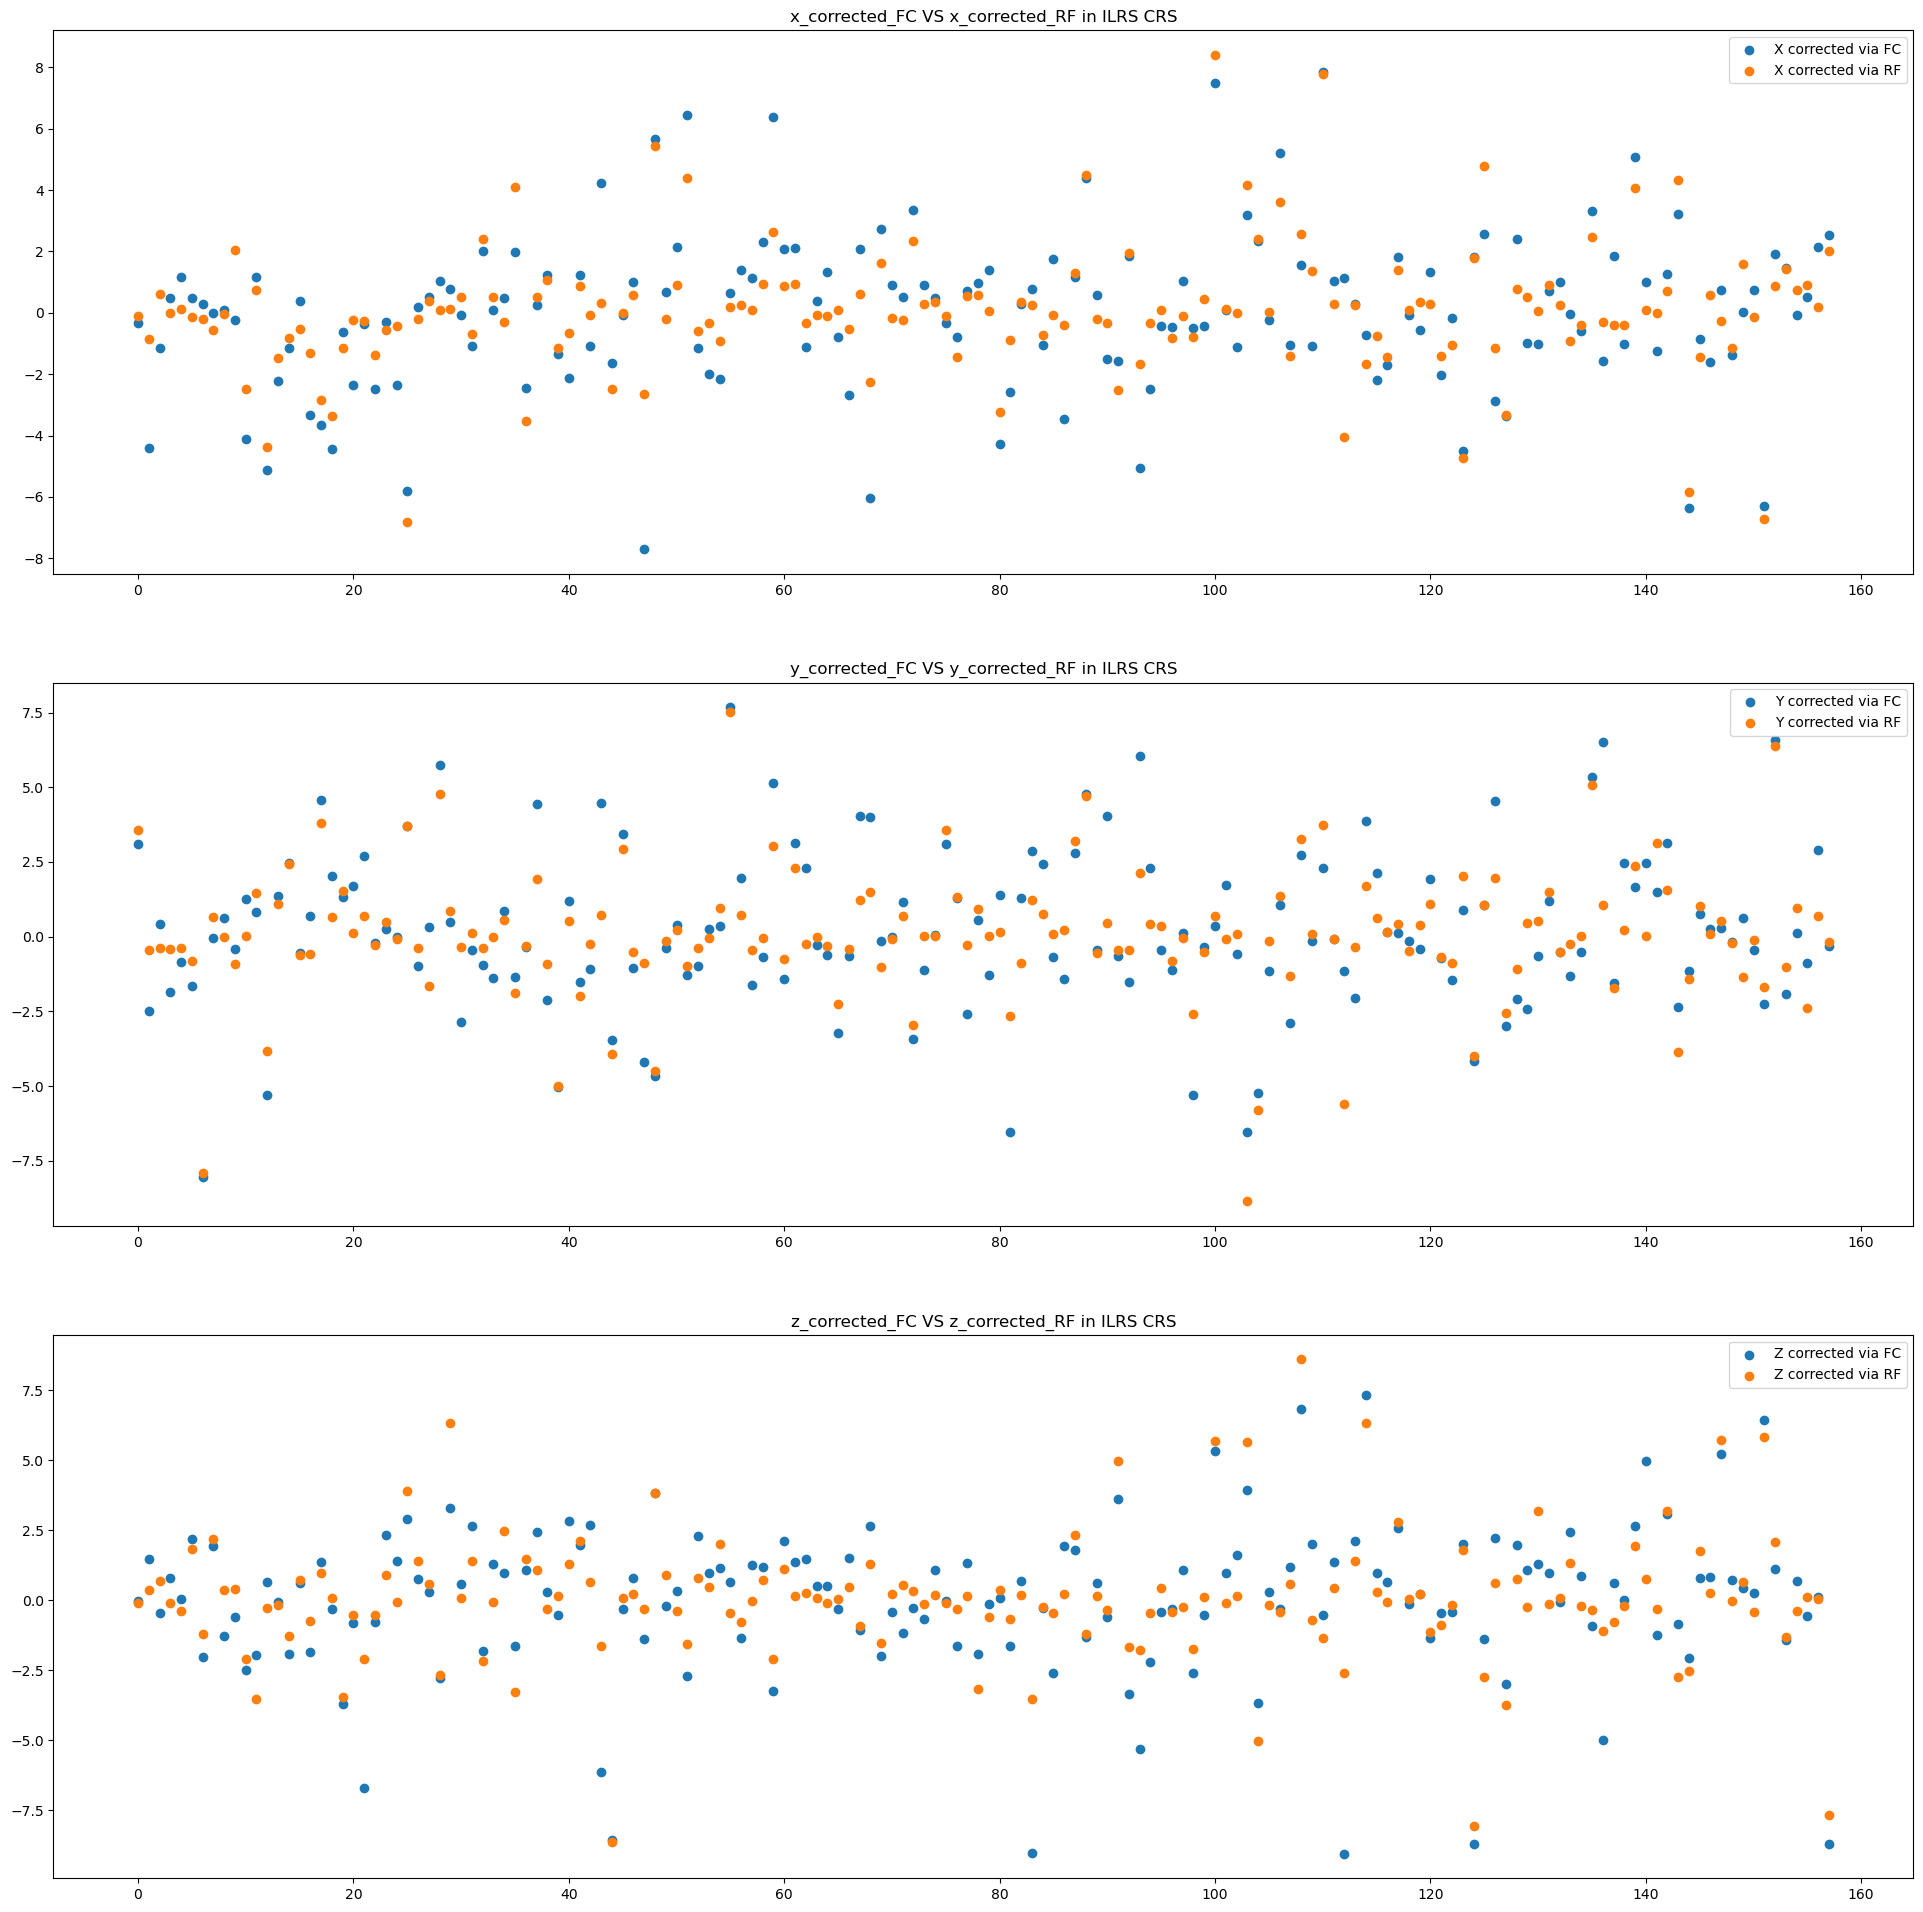 x_corrected_FC VS x_corrected_RF in ILRS CRS
X corrected via FC
X corrected via RF
8
6
4
2
0
−2
−4
−6
−8
0 20 40 60 80 100 120 140 160
y_corrected_FC VS y_corrected_RF in ILRS CRS
Y corrected via FC
Y corrected via RF
7.5
5.0
2.5
0.0
−2.5
−5.0
−7.5
0 20 40 60 80 100 120 140 160
z_corrected_FC VS z_corrected_RF in ILRS CRS
Z corrected via FC
Z corrected via RF
7.5
5.0
2.5
0.0
−2.5
−5.0
−7.5
0 20 40 60 80 100 120 140 160